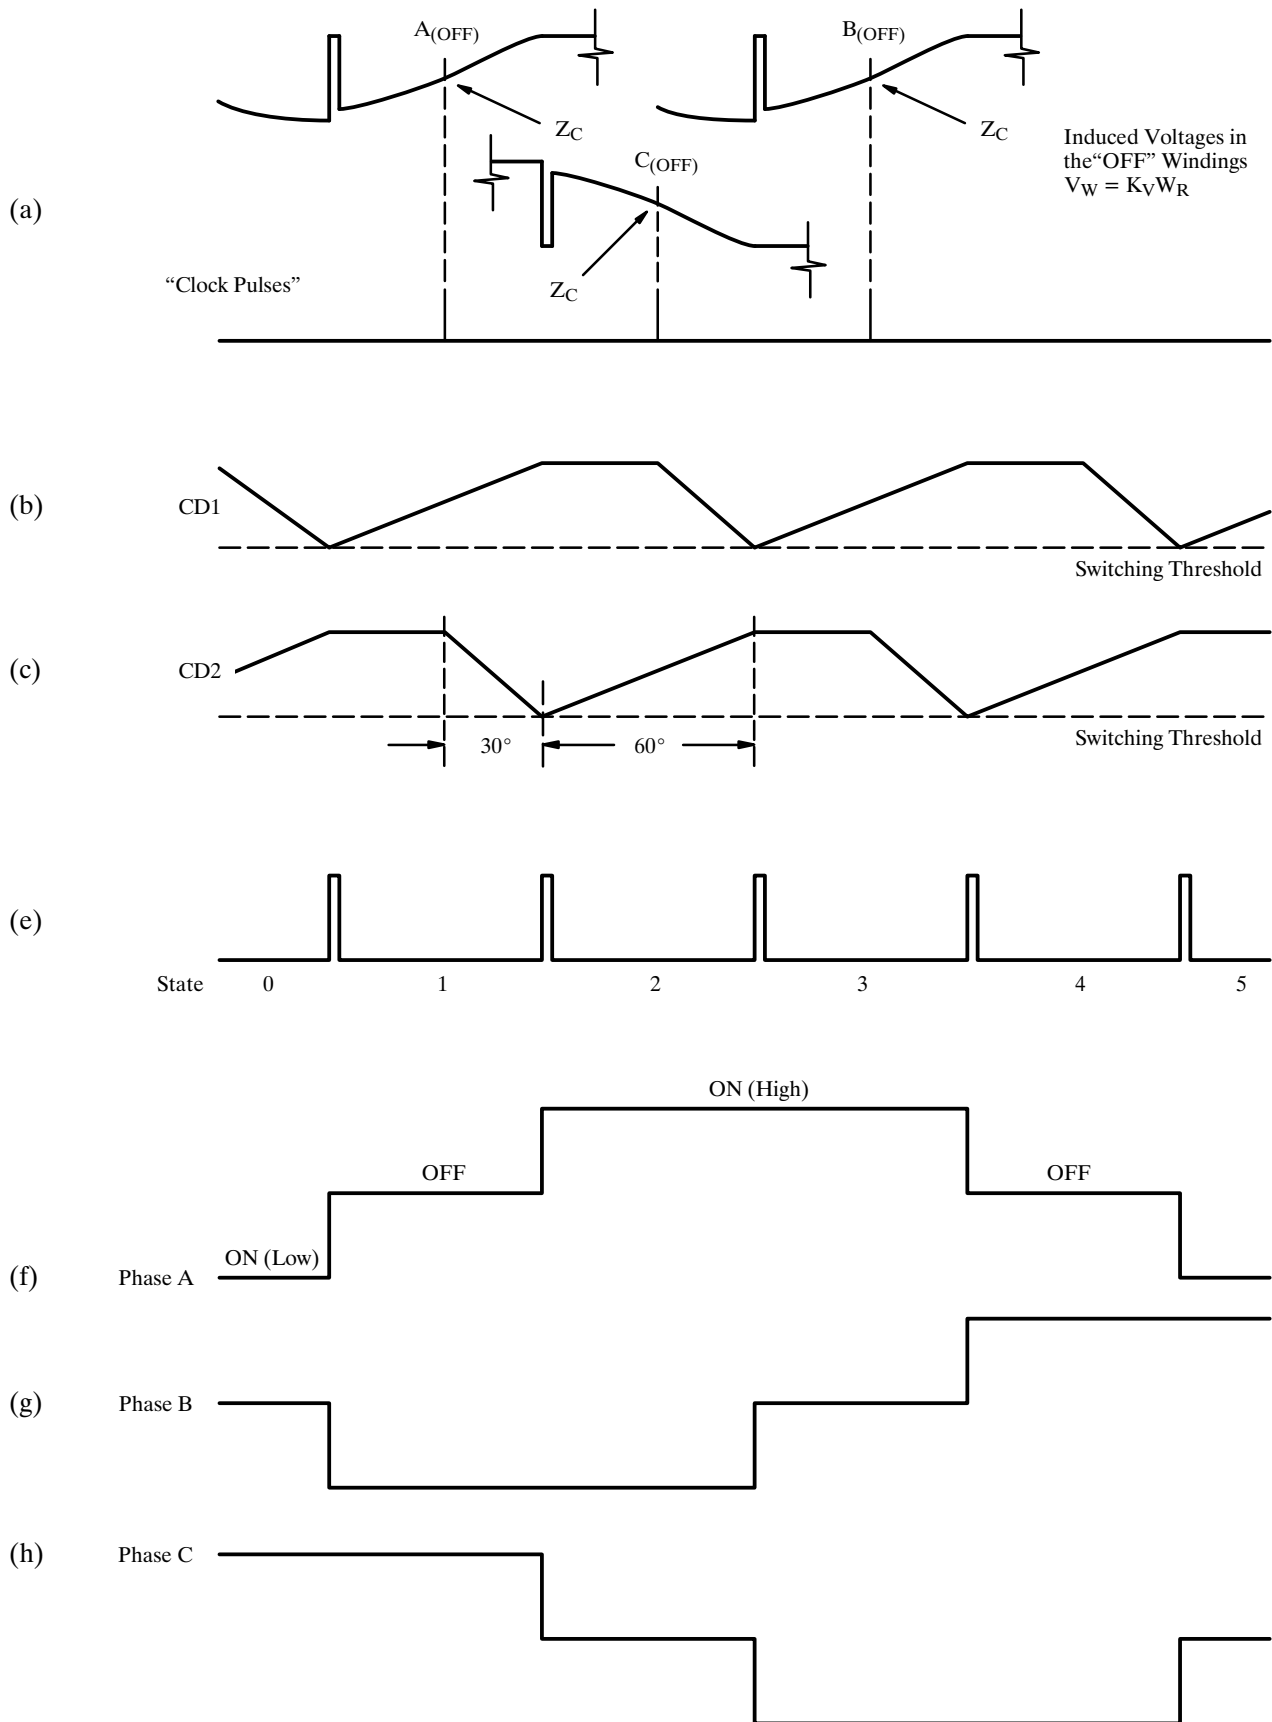 A(OFF)
B(OFF)
ZC
ZC
Induced Voltages in
the“OFF” Windings
VW = KVWR
C(OFF)
(a)
ZC
“Clock Pulses”
(b)
CD1
Switching Threshold
(c)
CD2
Switching Threshold
30°
60°
(e)
State 0 1 2 3 4 5
ON (High)
OFF
OFF
ON (Low)
(f)
Phase A
(g)
Phase B
(h)
Phase C